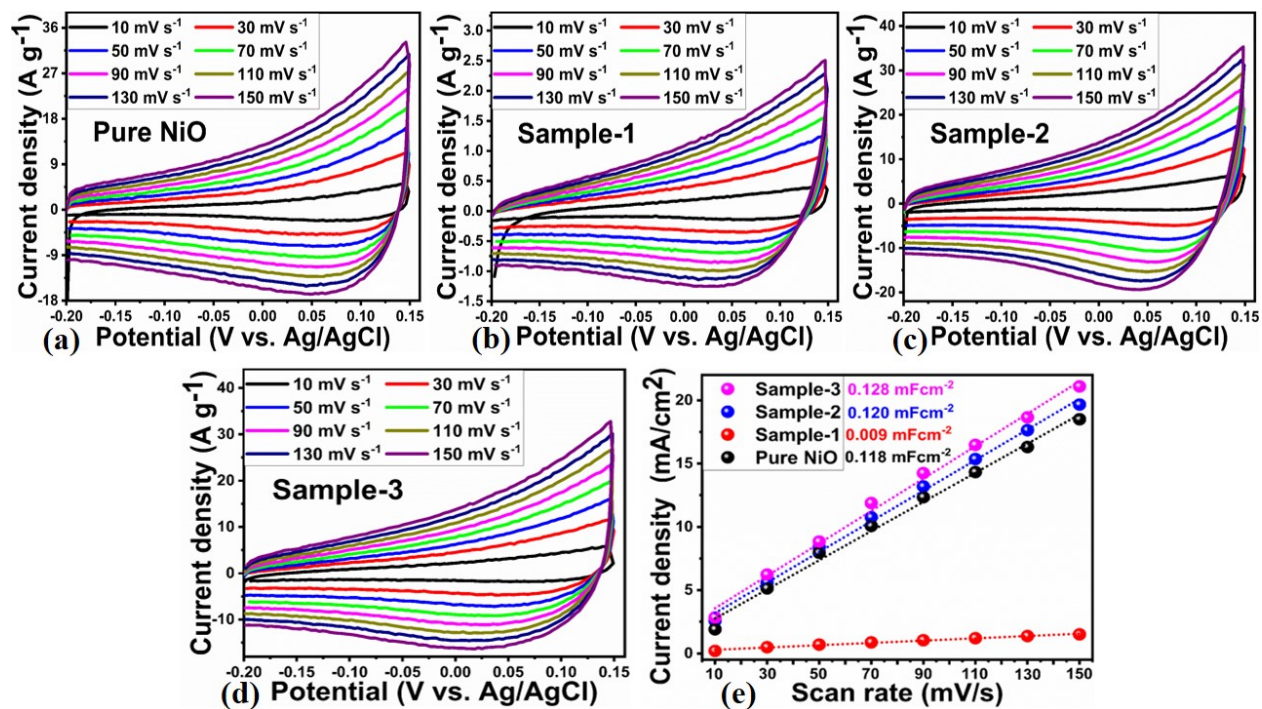 36
27
18
9
0
-9
-18
Current density (A g⁻¹)
10 mV s⁻¹ 30 mV s⁻¹
50 mV s⁻¹ 70 mV s⁻¹
90 mV s⁻¹ 110 mV s⁻¹
130 mV s⁻¹ 150 mV s⁻¹
Pure NiO
-0.20 -0.15 -0.10 -0.05 0.00 0.05 0.10 0.15
(a) Potential (V vs. Ag/AgCl)
3.0
2.5
2.0
1.5
1.0
0.5
0.0
-0.5
-1.0
-1.5
Current density (A g⁻¹)
10 mV s⁻¹ 30 mV s⁻¹
50 mV s⁻¹ 70 mV s⁻¹
90 mV s⁻¹ 110 mV s⁻¹
130 mV s⁻¹ 150 mV s⁻¹
Sample-1
-0.20 -0.15 -0.10 -0.05 0.00 0.05 0.10 0.15
(b) Potential (V vs. Ag/AgCl)
40
30
20
10
0
-10
-20
Current density (A g⁻¹)
10 mV s⁻¹ 30 mV s⁻¹
50 mV s⁻¹ 70 mV s⁻¹
90 mV s⁻¹ 110 mV s⁻¹
130 mV s⁻¹ 150 mV s⁻¹
Sample-2
-0.20 -0.15 -0.10 -0.05 0.00 0.05 0.10 0.15
(c) Potential (V vs. Ag/AgCl)
40
30
20
10
0
-10
Current density (A g⁻¹)
10 mV s⁻¹ 30 mV s⁻¹
50 mV s⁻¹ 70 mV s⁻¹
90 mV s⁻¹ 110 mV s⁻¹
130 mV s⁻¹ 150 mV s⁻¹
Sample-3
-0.20 -0.15 -0.10 -0.05 0.00 0.05 0.10 0.15
(d) Potential (V vs. Ag/AgCl)
20
15
10
5
0
Current density (mA/cm²)
Sample-3 0.128 mFcm⁻²
Sample-2 0.120 mFcm⁻²
Sample-1 0.009 mFcm⁻²
Pure NiO 0.118 mFcm⁻²
10 30 50 70 90 110 130 150
(e) Scan rate (mV/s)